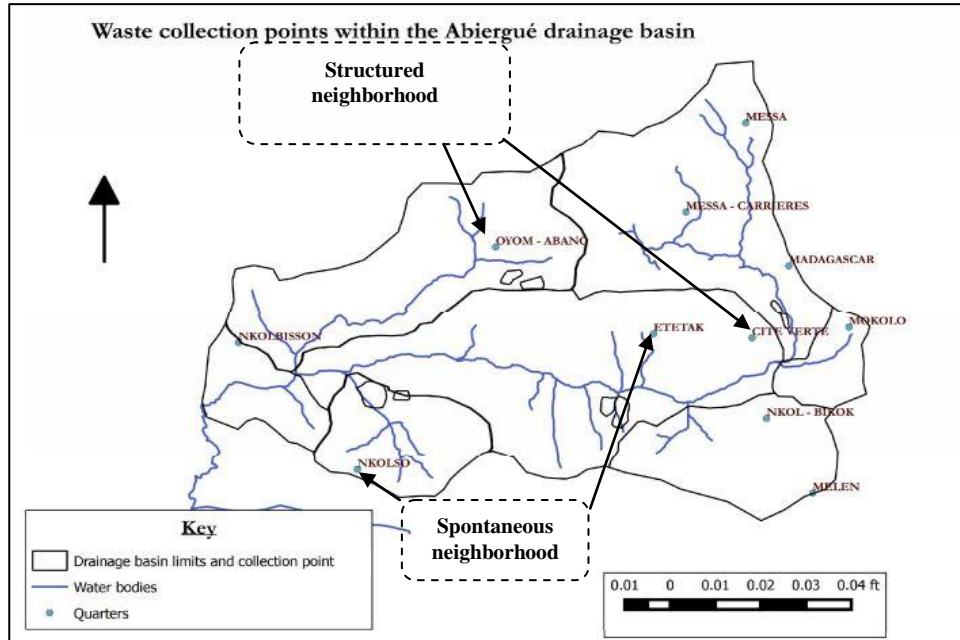 Waste collection points within the Abiergué drainage basin
Structured
neighborhood
MESSA
MESSA - CARRIERES
OYOM - ABANG
MADAGASCAR
MOKOLO
NKOLBISSON
ETETAK
CITE VERTE
NKOL - BIKOK
NKOLSO
MELEN
Spontaneous
neighborhood
Key
Drainage basin limits and collection point
Water bodies
Quarters
0.01 0 0.01 0.02 0.03 0.04 ft